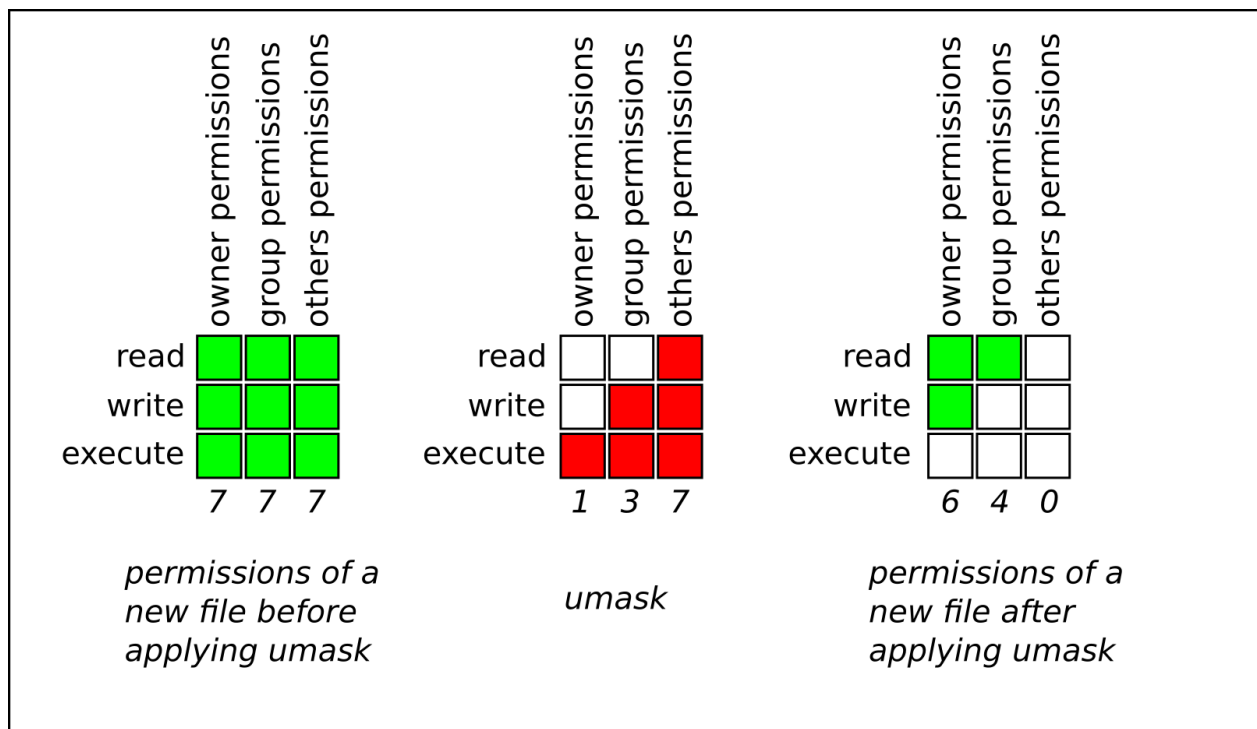 owner permissions
group permissions
others permissions
read
write
execute
7 7 7
permissions of a
new file before
applying umask
owner permissions
group permissions
others permissions
read
write
execute
1 3 7
umask
owner permissions
group permissions
others permissions
read
write
execute
6 4 0
permissions of a
new file after
applying umask